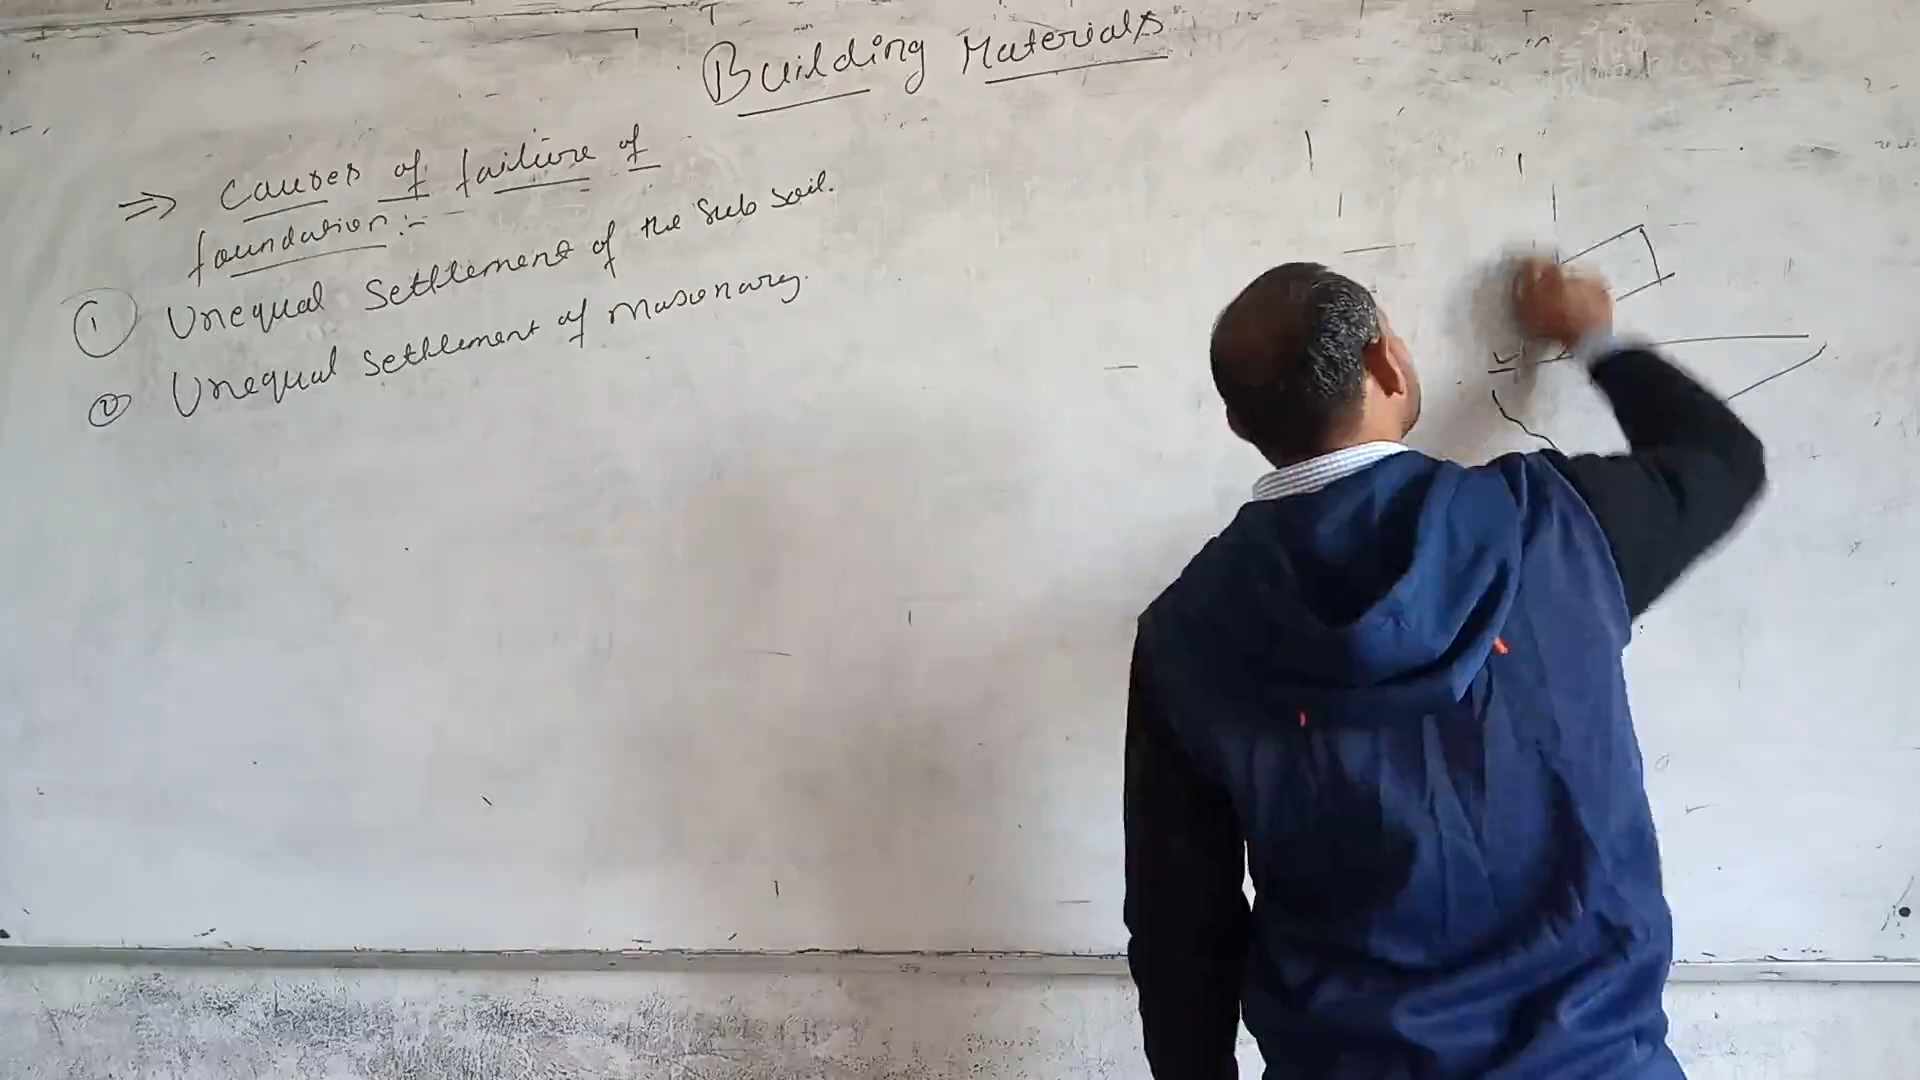 Building Materials
⇒ Causes of failure of
foundation:-
① Unequal Settlement of the Sub soil.
② Unequal Settlement of Masonary.